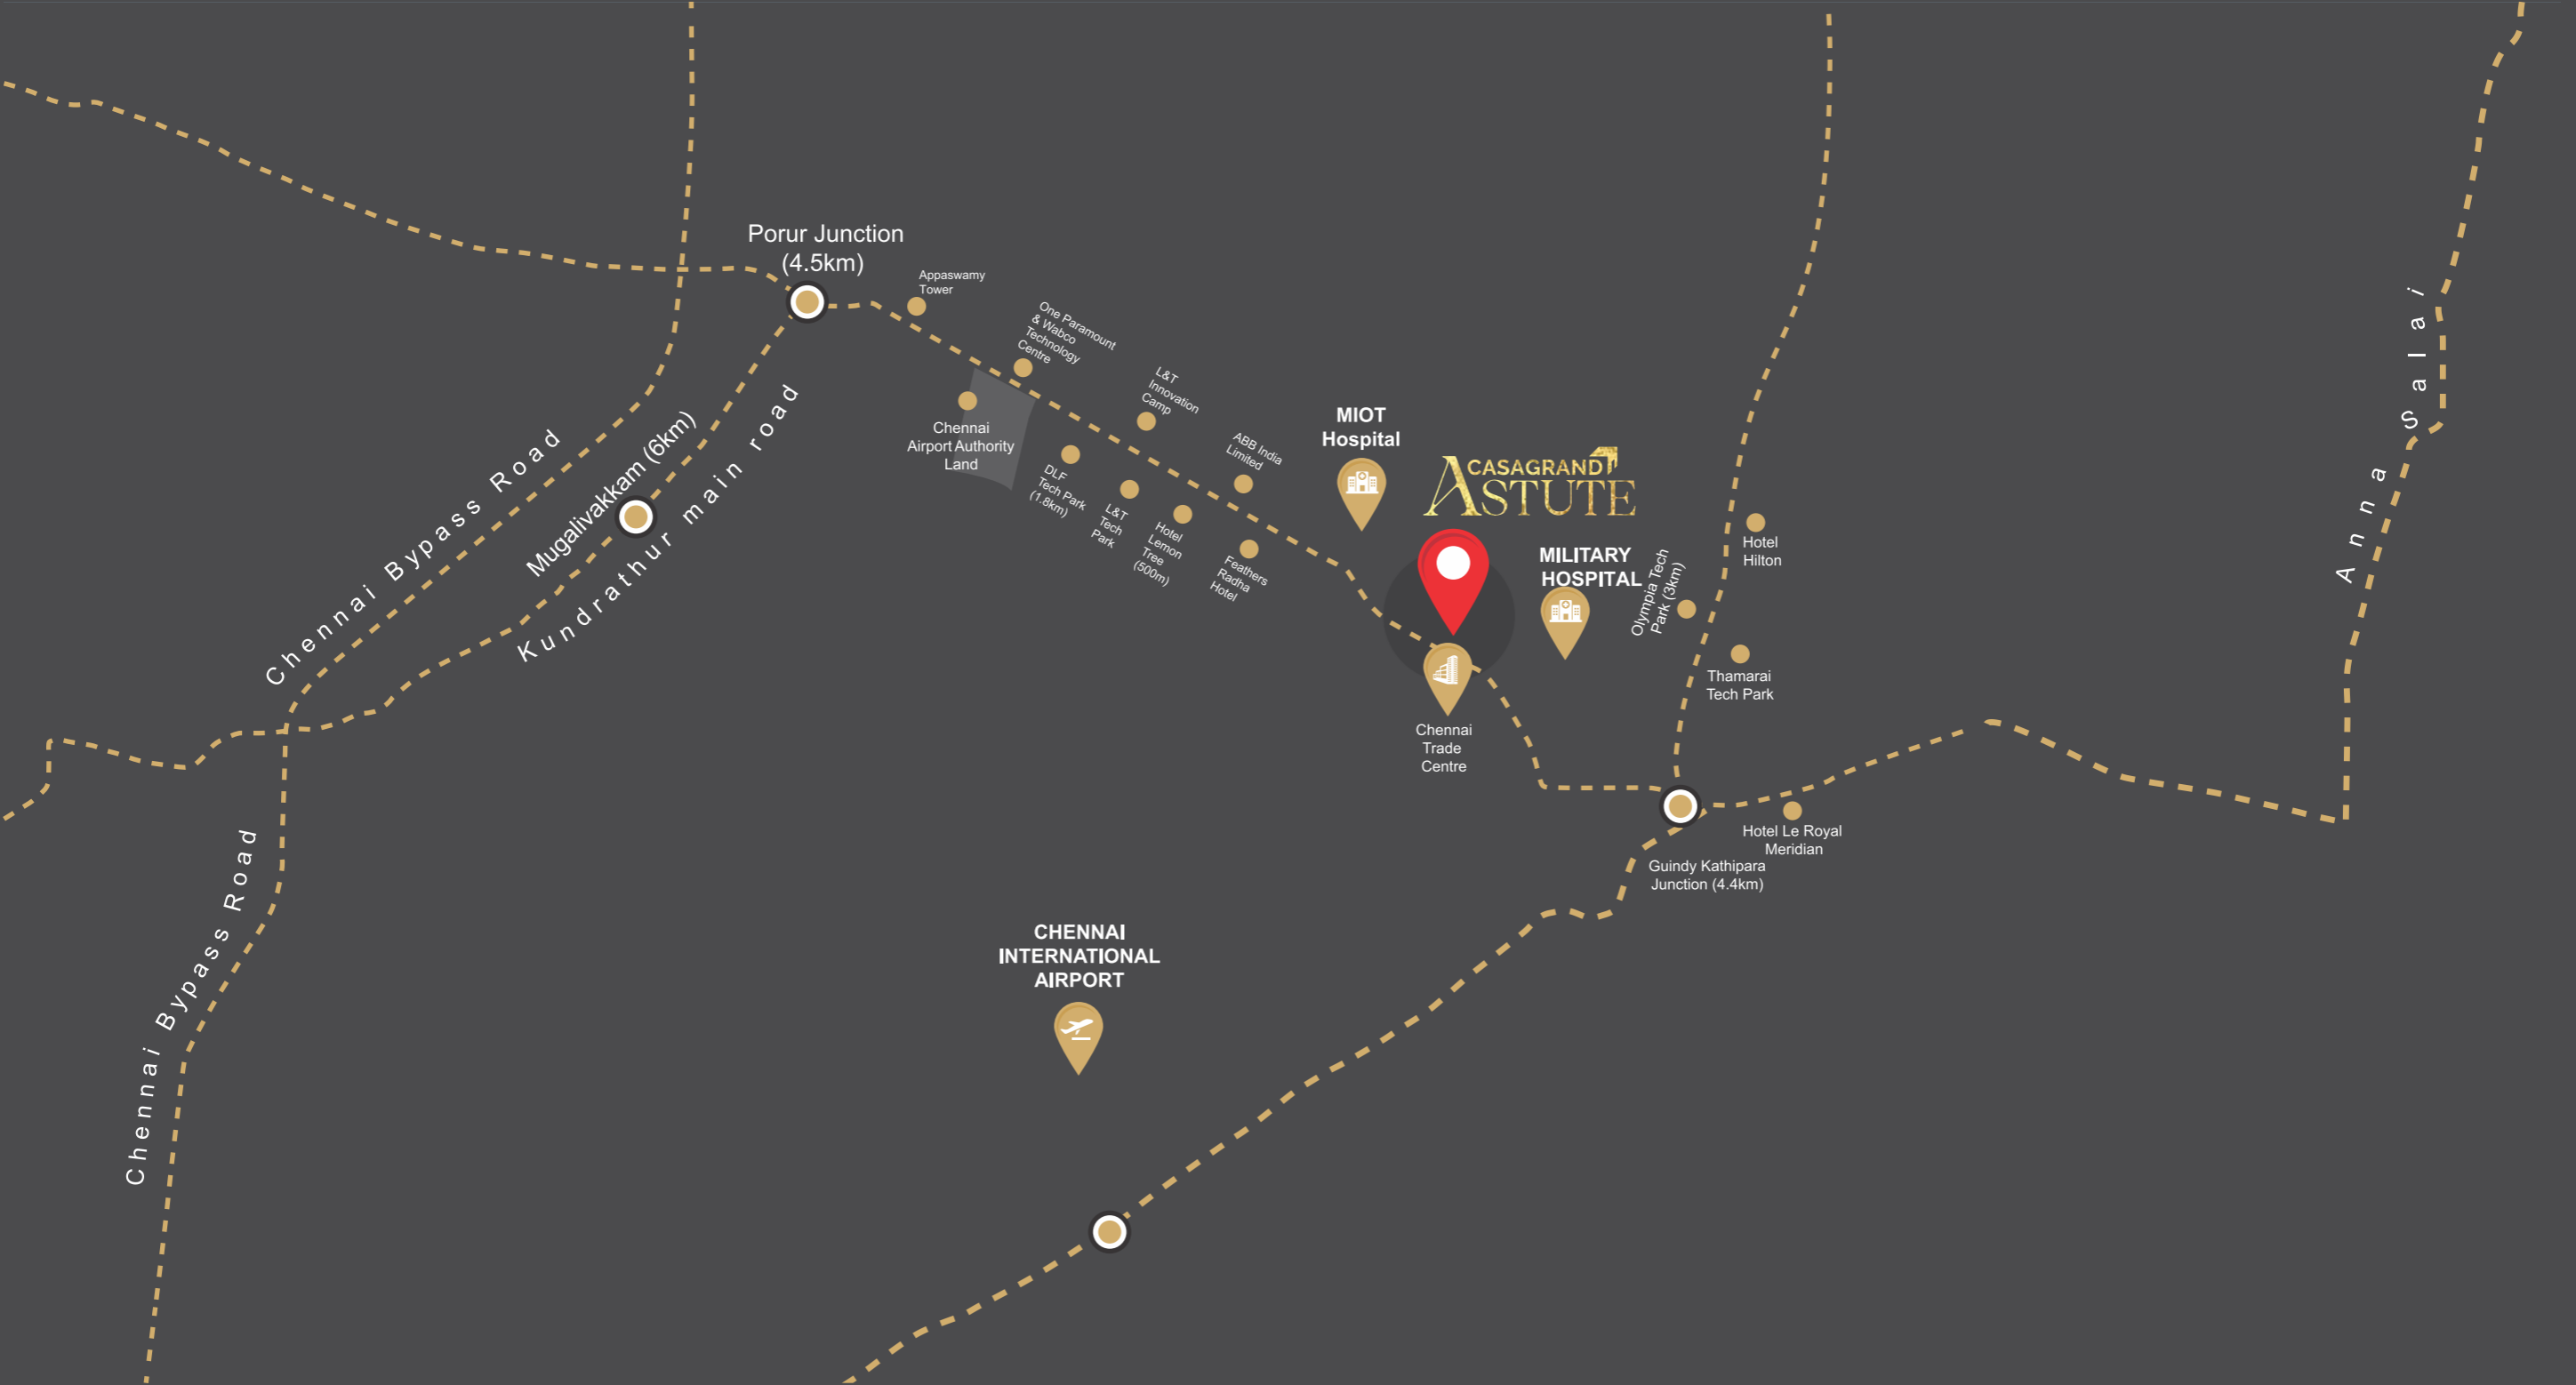 Porur Junction
(4.5km)
Appaswamy
Tower
One Paramount
& Wabco
Technology
Centre
L&T
Innovation
Camp
Chennai
Airport Authority
Land
ABB India
Limited
DLF
Tech Park
(1.8km)
L&T
Tech
Park
Hotel
Lemon
Tree
(500m)
Feathers
Radha
Hotel
MIOT
Hospital
CASAGRAND
ASTUTE
MILITARY
HOSPITAL
Olympia Tech
Park (3km)
Hotel
Hilton
Thamarai
Tech Park
Anna Salai
Chennai Bypass Road
Mugalivakkam (6km)
Kundrathur main road
Chennai
Trade
Centre
Hotel Le Royal
Meridian
Guindy Kathipara
Junction (4.4km)
Chennai Bypass Road
CHENNAI
INTERNATIONAL
AIRPORT